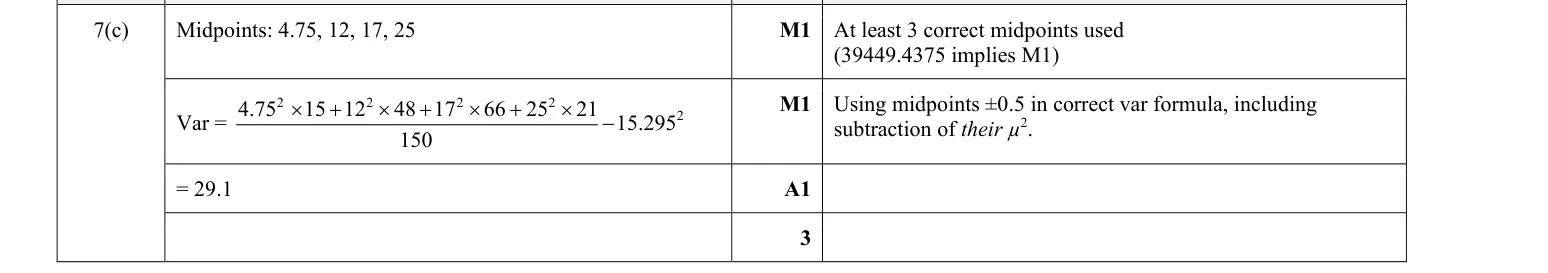 7(c) Midpoints: 4.75, 12, 17, 25 M1 At least 3 correct midpoints used
(39449.4375 implies M1)
Var = (4.75² ×15 + 12² × 48 + 17² × 66 + 25² × 21) / 150 − 15.295² M1 Using midpoints ±0.5 in correct var formula, including
subtraction of their µ².
= 29.1 A1
3